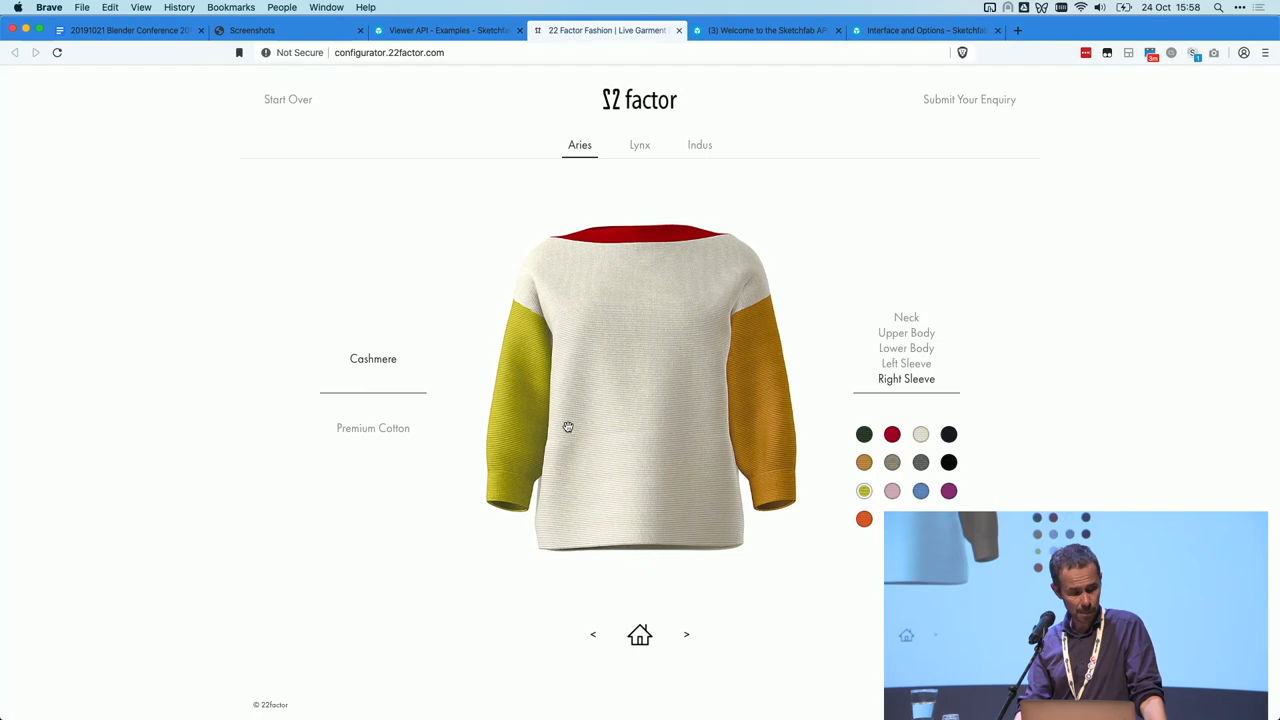 Brave File Edit View History Bookmarks People Window Help 24 Oct 15:58
20191021 Blender Conference 20 Screenshots Viewer API - Examples - Sketchf 22 Factor Fashion | Live Garment (3) Welcome to the Sketchfab AP Interface and Options - Sketchfab
Not Secure configurator.22factor.com
3m 1
Start Over 22 factor Submit Your Enquiry
Aries Lynx Indus
Neck
Upper Body
Lower Body
Left Sleeve
Right Sleeve
Cashmere
Premium Cotton
< >
© 22factor